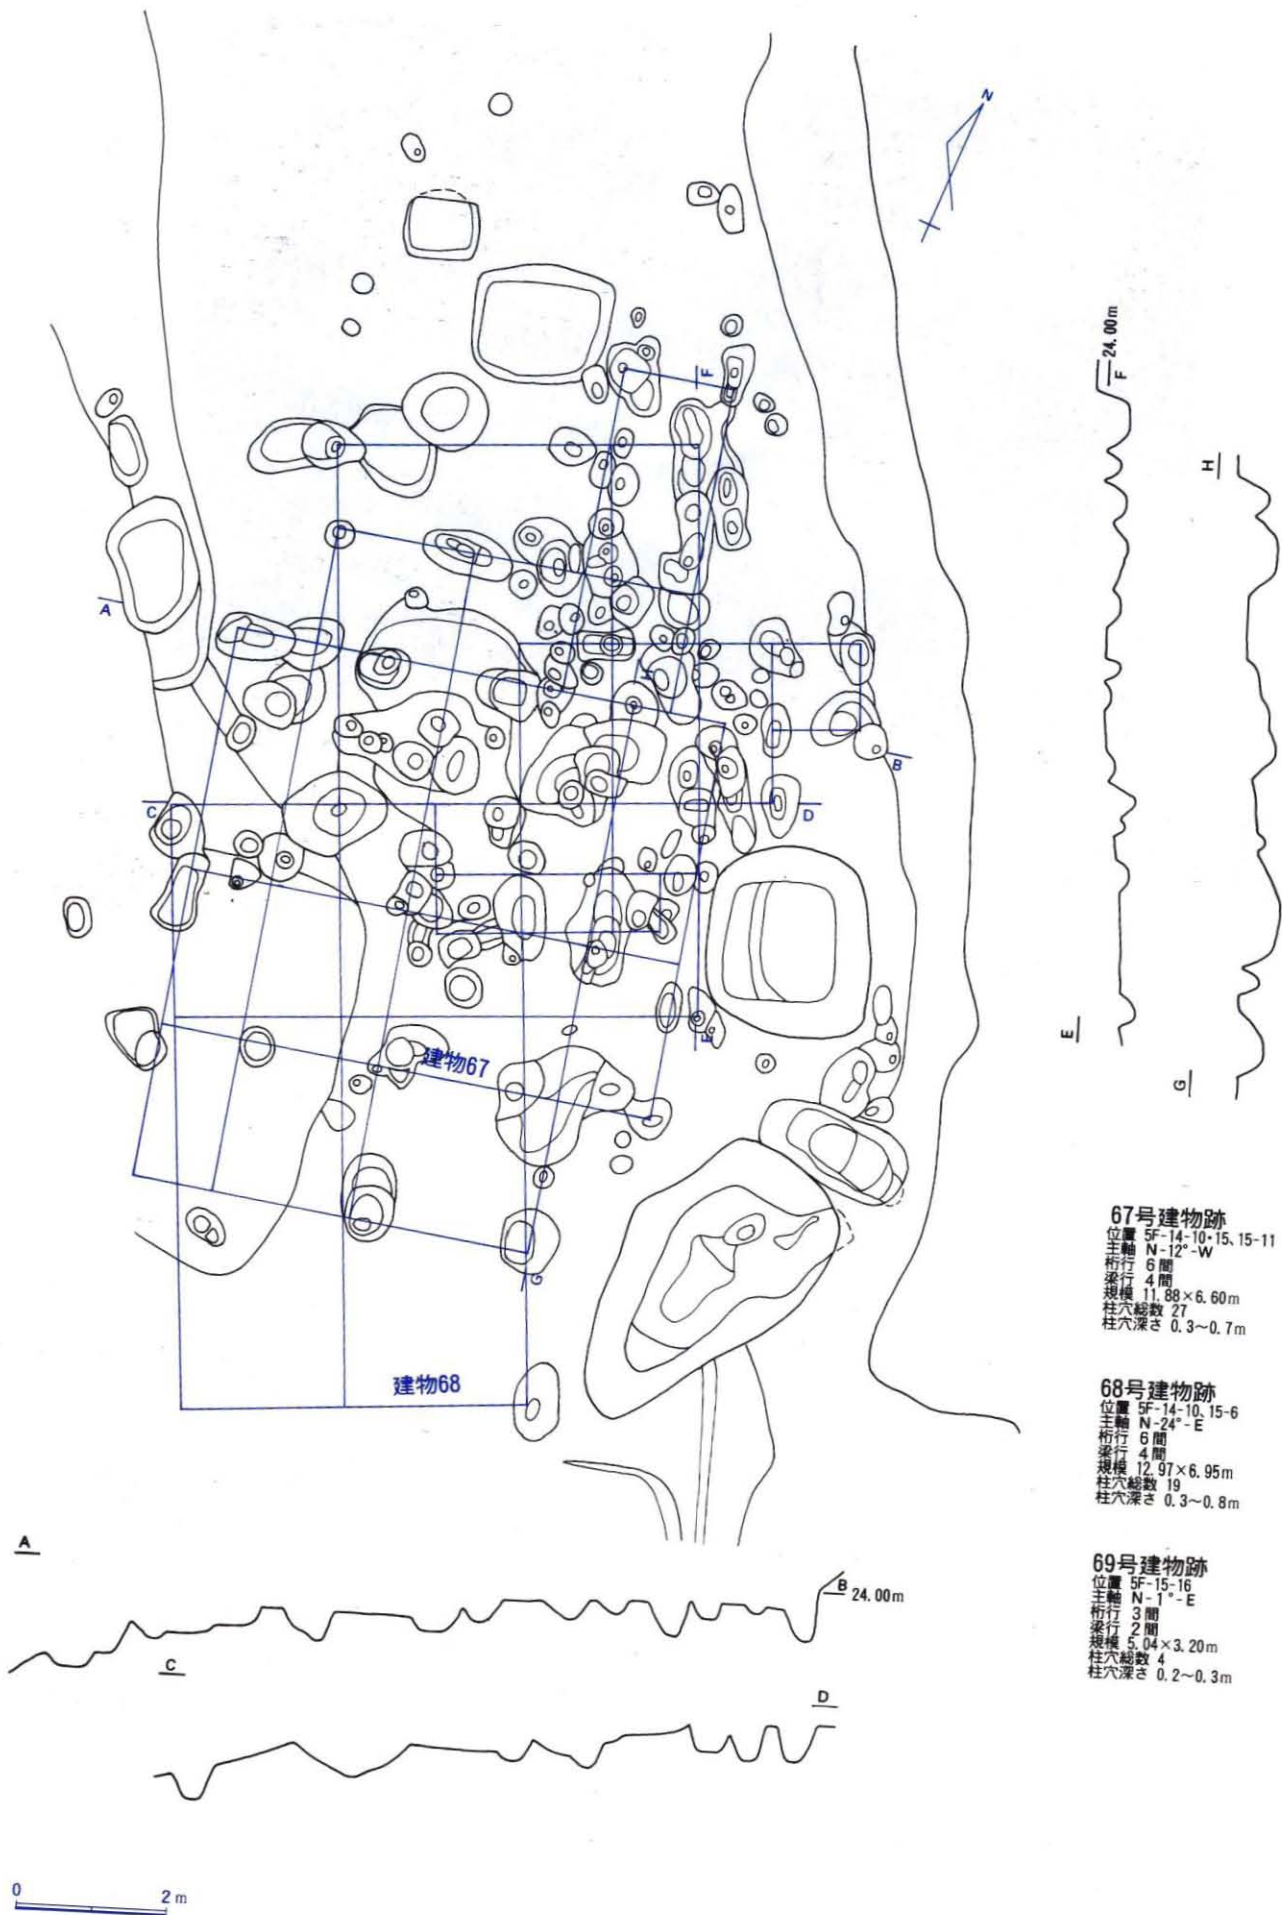 N
F
24.00m
F
H
A
H
B
C
D
E
E
G
建物67
G
建物68
67号建物跡
位置 5F-14-10・15、15-11
主軸 N-12°-W
桁行 6間
梁行 4間
規模 11.88×6.60m
柱穴総数 27
柱穴深さ 0.3~0.7m
68号建物跡
位置 5F-14-10、15-6
主軸 N-24°-E
桁行 6間
梁行 4間
規模 12.97×6.95m
柱穴総数 19
柱穴深さ 0.3~0.8m
69号建物跡
位置 5F-15-16
主軸 N-1°-E
桁行 3間
梁行 2間
規模 5.04×3.20m
柱穴総数 4
柱穴深さ 0.2~0.3m
A
B 24.00m
C
D
0 2m